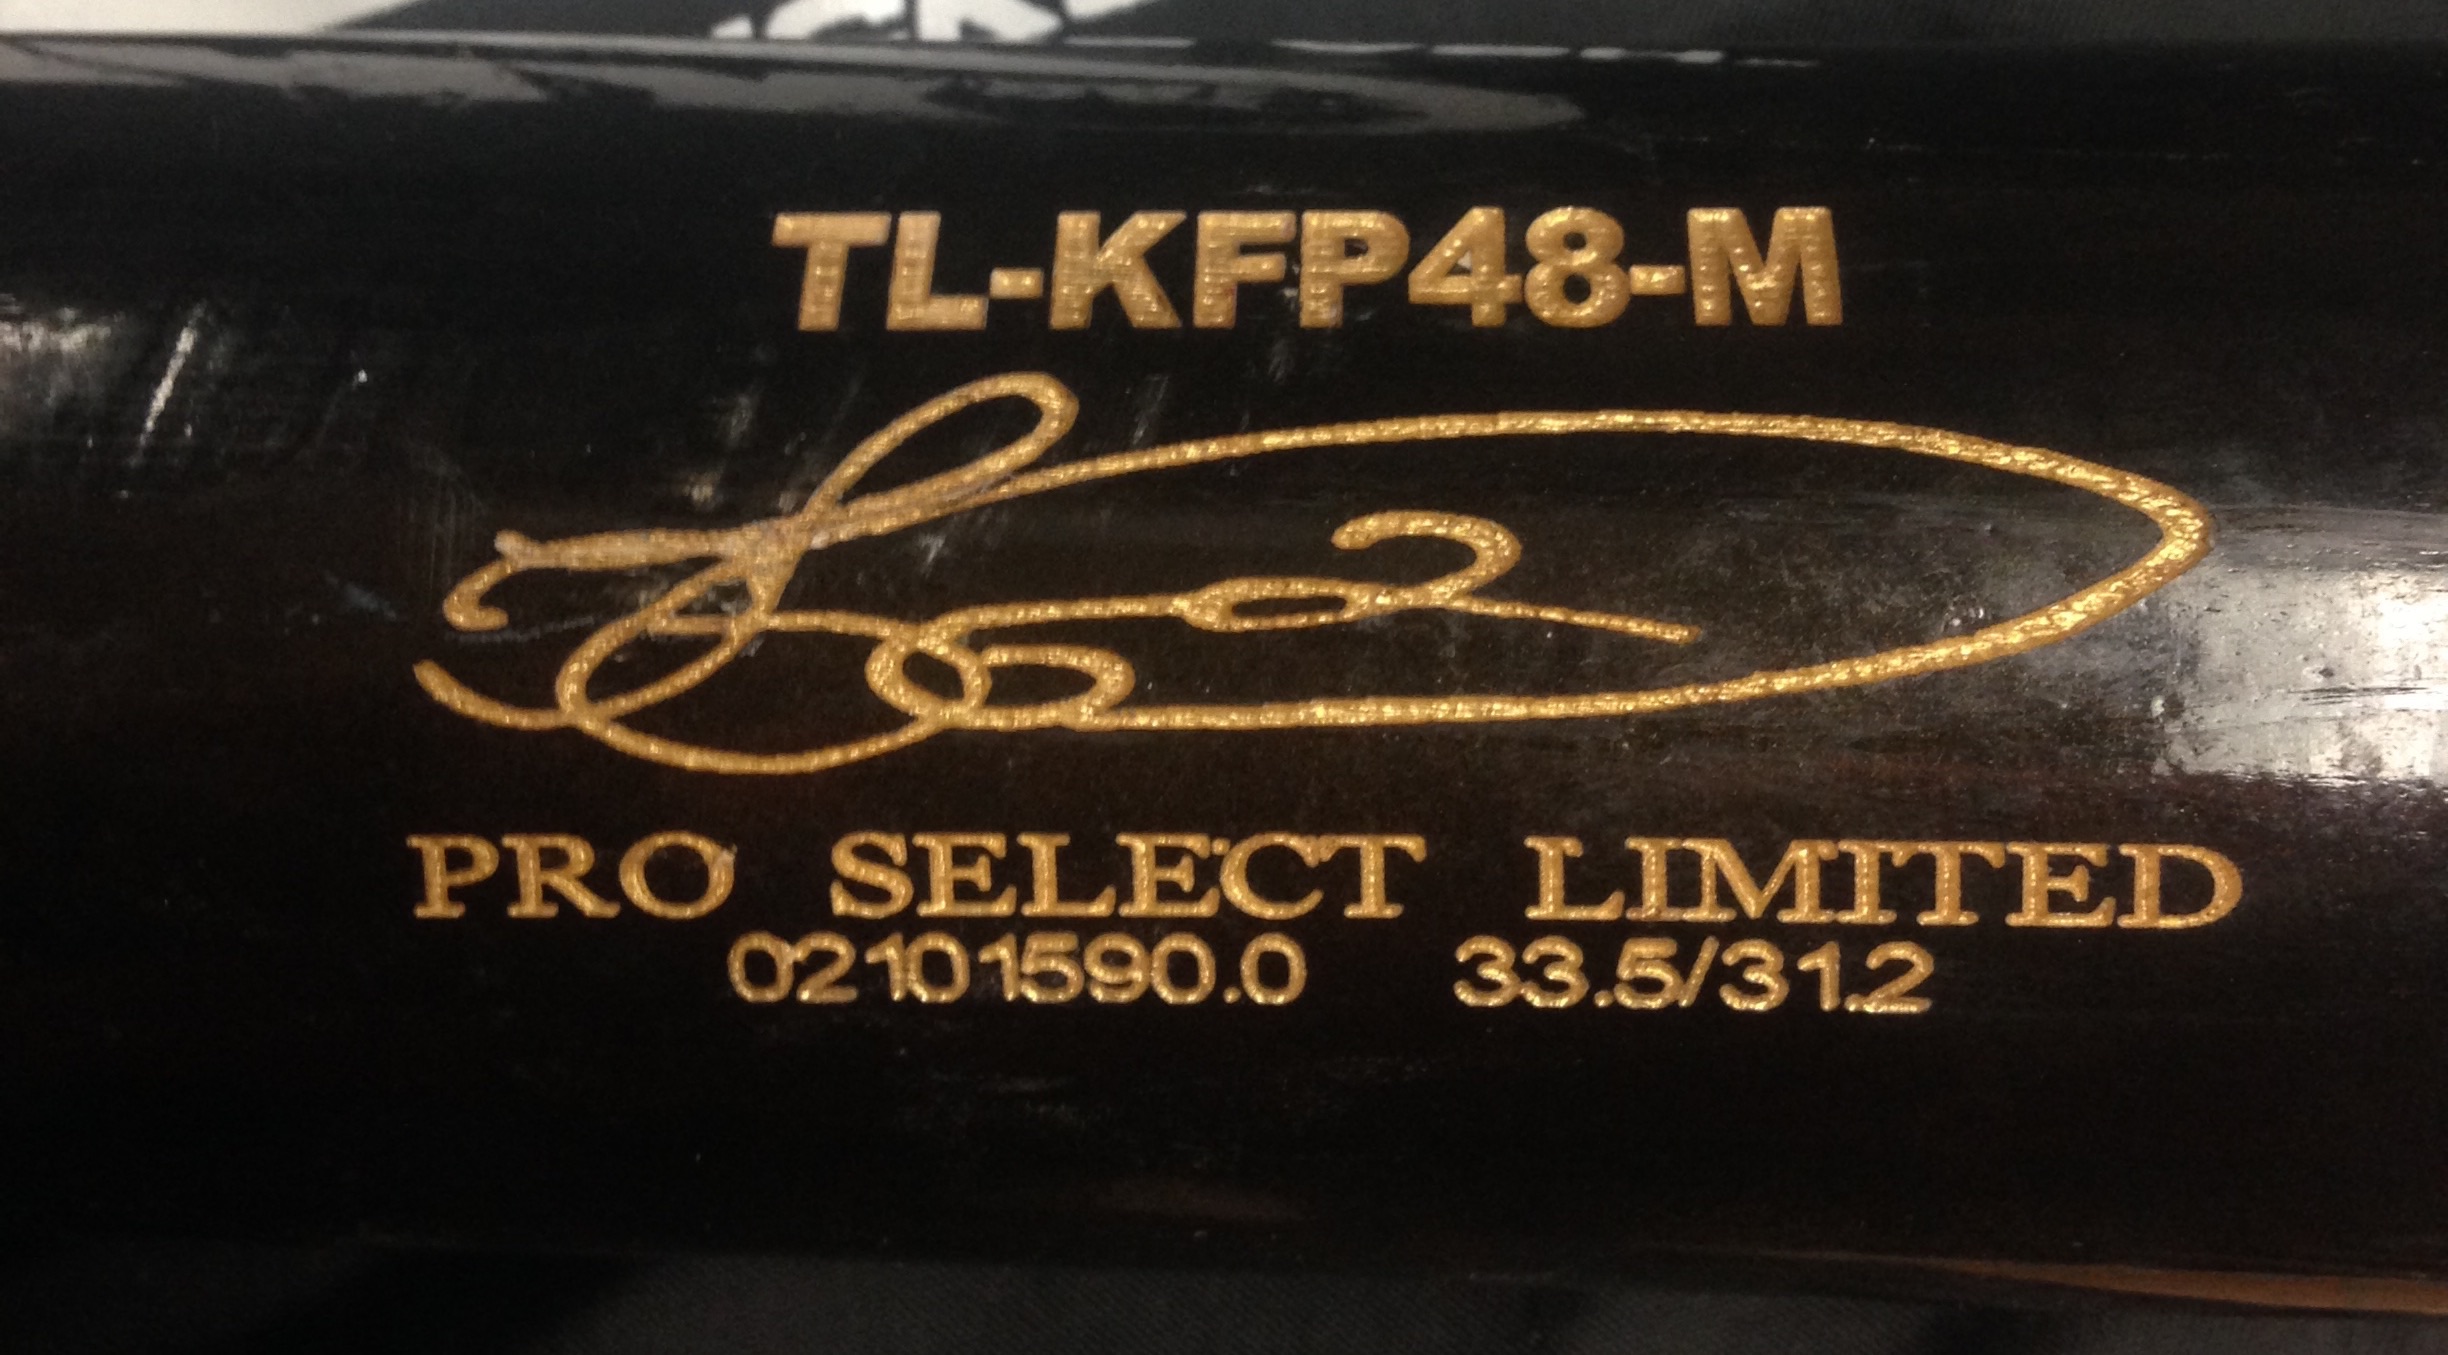 TL-KFP48-M
PRO SELECT LIMITED
02101590.0 33.5/31.2